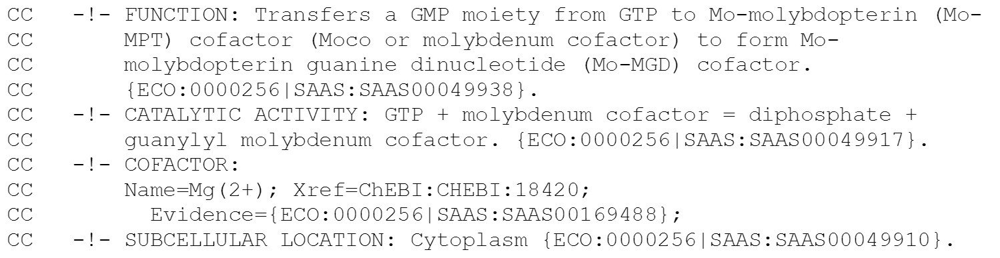 CC   -!- FUNCTION: Transfers a GMP moiety from GTP to Mo-molybdopterin (Mo-
CC       MPT) cofactor (Moco or molybdenum cofactor) to form Mo-
CC       molybdopterin guanine dinucleotide (Mo-MGD) cofactor.
CC       {ECO:0000256|SAAS:SAAS00049938}.
CC   -!- CATALYTIC ACTIVITY: GTP + molybdenum cofactor = diphosphate +
CC       guanylyl molybdenum cofactor. {ECO:0000256|SAAS:SAAS00049917}.
CC   -!- COFACTOR:
CC       Name=Mg(2+); Xref=ChEBI:CHEBI:18420;
CC         Evidence={ECO:0000256|SAAS:SAAS00169488};
CC   -!- SUBCELLULAR LOCATION: Cytoplasm {ECO:0000256|SAAS:SAAS00049910}.